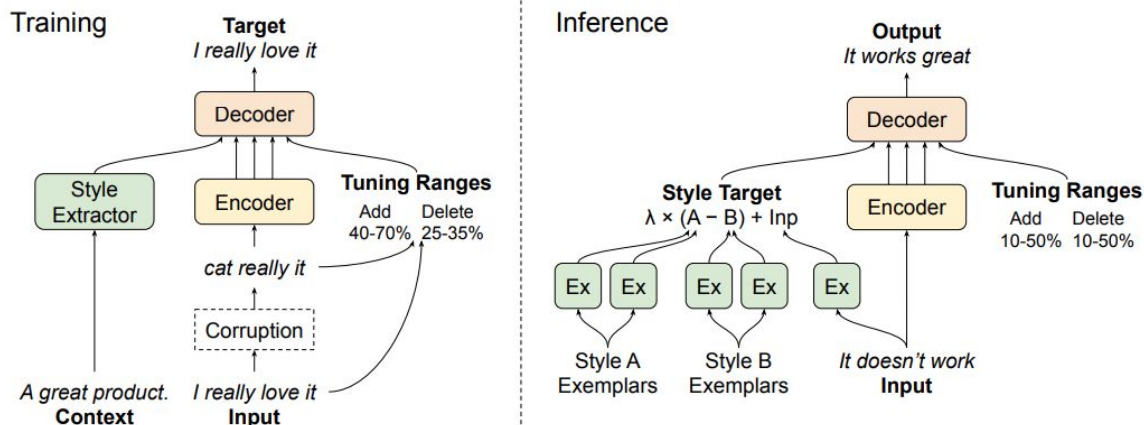 Training
Target
I really love it
Decoder
Style
Extractor
Encoder
Tuning Ranges
Add Delete
40-70% 25-35%
cat really it
Corruption
A great product.
Context
I really love it
Input
Inference
Output
It works great
Decoder
Style Target
λ × (A − B) + Inp
Encoder
Tuning Ranges
Add Delete
10-50% 10-50%
Ex Ex Ex Ex Ex
Style A
Exemplars
Style B
Exemplars
It doesn't work
Input